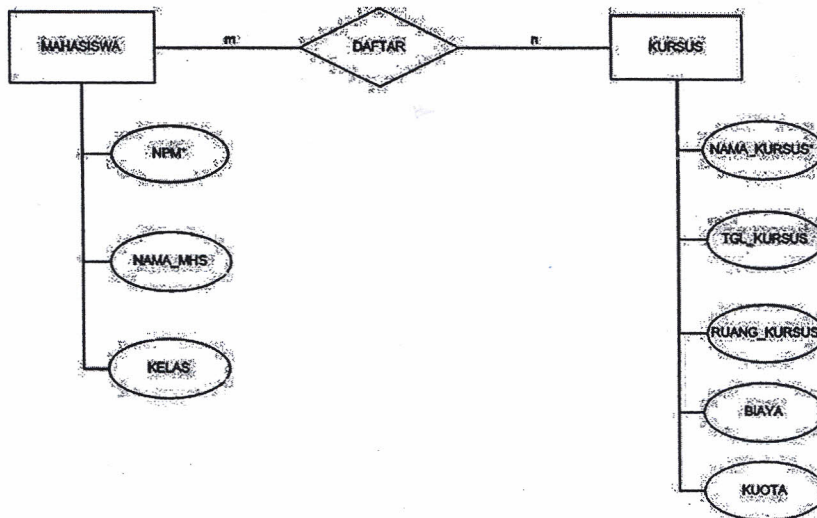 MAHASISWA
m
DAFTAR
n
KURSUS
NPM*
NAMA_MHS
KELAS
NAMA_KURSUS*
TGL_KURSUS
RUANG_KURSUS
BIAYA
KUOTA